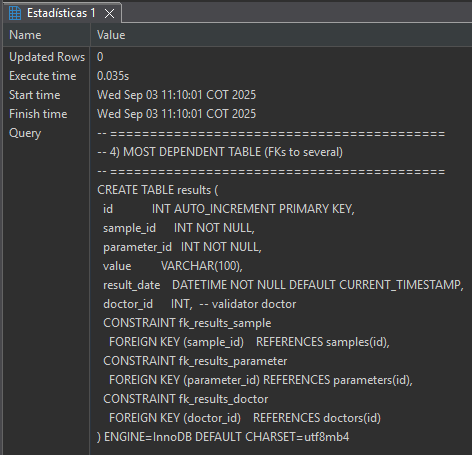 Estadísticas 1
Name Value
Updated Rows 0
Execute time 0.035s
Start time Wed Sep 03 11:10:01 COT 2025
Finish time Wed Sep 03 11:10:01 COT 2025
Query -- ==========================================
-- 4) MOST DEPENDENT TABLE (FKs to several)
-- ==========================================
CREATE TABLE results (
id INT AUTO_INCREMENT PRIMARY KEY,
sample_id INT NOT NULL,
parameter_id INT NOT NULL,
value VARCHAR(100),
result_date DATETIME NOT NULL DEFAULT CURRENT_TIMESTAMP,
doctor_id INT, -- validator doctor
CONSTRAINT fk_results_sample
FOREIGN KEY (sample_id) REFERENCES samples(id),
CONSTRAINT fk_results_parameter
FOREIGN KEY (parameter_id) REFERENCES parameters(id),
CONSTRAINT fk_results_doctor
FOREIGN KEY (doctor_id) REFERENCES doctors(id)
) ENGINE=InnoDB DEFAULT CHARSET=utf8mb4